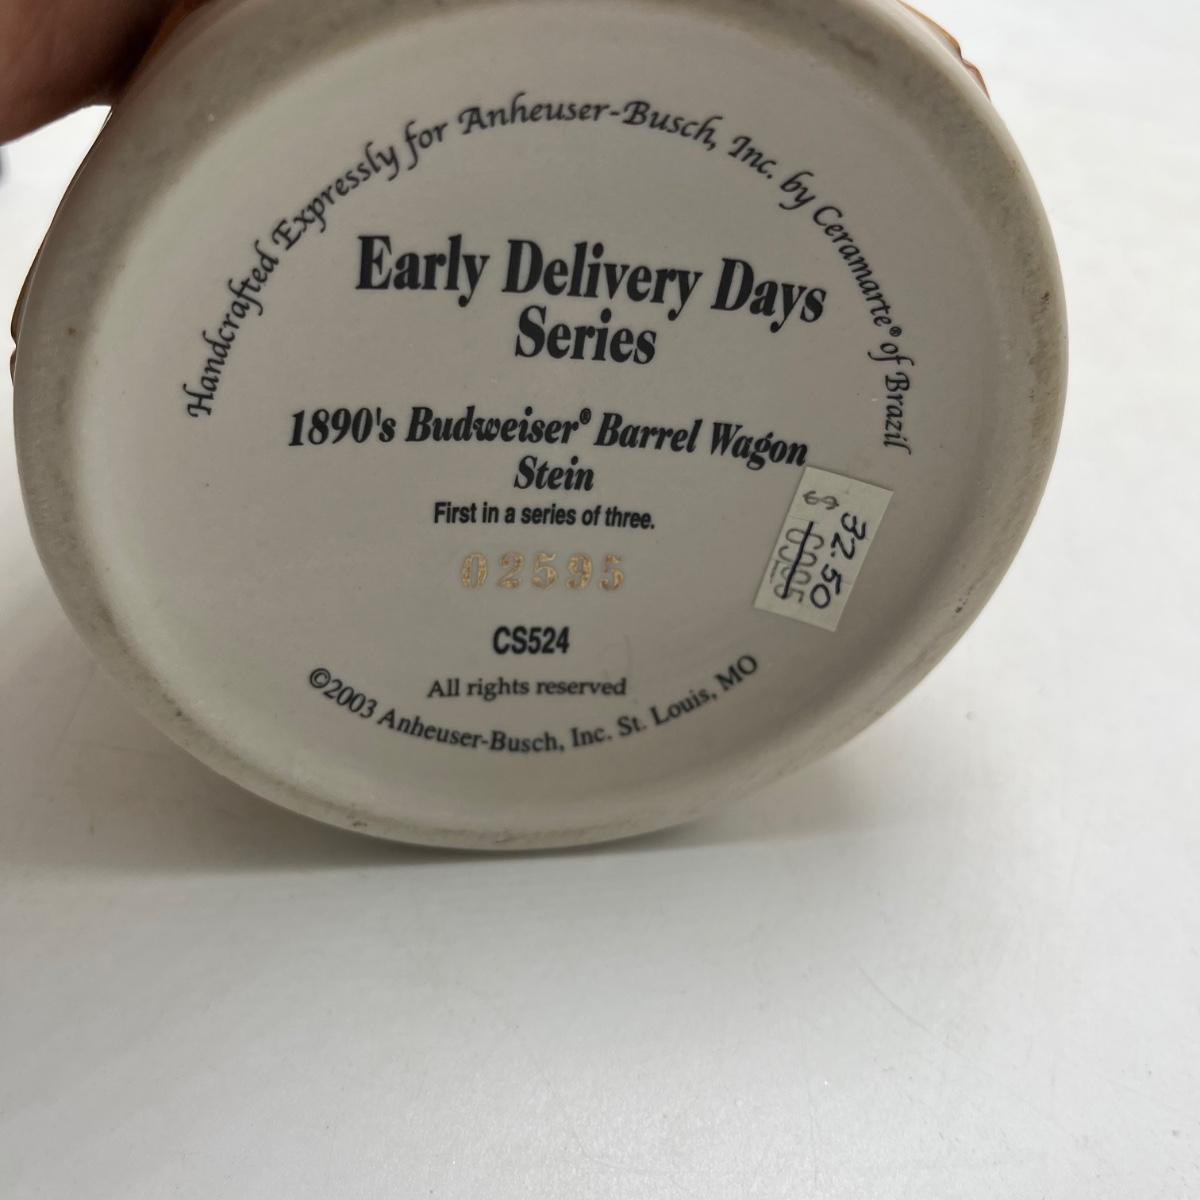 Handcrafted Expressly for Anheuser-Busch, Inc. by Ceramarte® of Brazil
Early Delivery Days
Series
1890's Budweiser® Barrel Wagon
Stein
First in a series of three.
02595
CS524
All rights reserved
©2003 Anheuser-Busch, Inc. St. Louis, MO
32.50